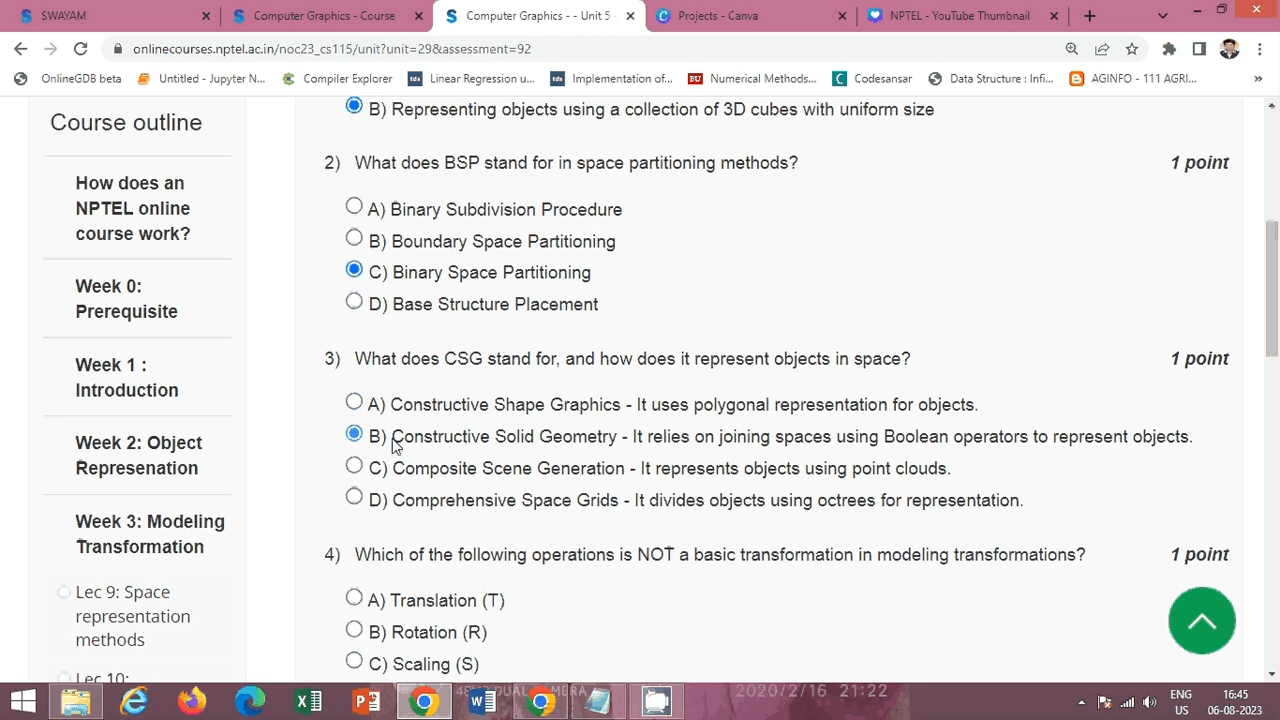 SWAYAM
Computer Graphics - Course
Computer Graphics - - Unit 5 -
Projects - Canva
NPTEL - YouTube Thumbnail
onlinecourses.nptel.ac.in/noc23_cs115/unit?unit=29&assessment=92
OnlineGDB beta
Untitled - Jupyter N...
Compiler Explorer
tds
Linear Regression u...
tds
Implementation of...
BU
Numerical Methods...
Codesansar
Data Structure : Infi...
AGINFO - 111 AGRI...
»
Course outline
How does an
NPTEL online
course work?
Week 0:
Prerequisite
Week 1 :
Introduction
Week 2: Object
Represenation
Week 3: Modeling
Transformation
Lec 9: Space
representation
methods
Lec 10:
B) Representing objects using a collection of 3D cubes with uniform size
2) What does BSP stand for in space partitioning methods? 1 point
A) Binary Subdivision Procedure
B) Boundary Space Partitioning
C) Binary Space Partitioning
D) Base Structure Placement
3) What does CSG stand for, and how does it represent objects in space? 1 point
A) Constructive Shape Graphics - It uses polygonal representation for objects.
B) Constructive Solid Geometry - It relies on joining spaces using Boolean operators to represent objects.
C) Composite Scene Generation - It represents objects using point clouds.
D) Comprehensive Space Grids - It divides objects using octrees for representation.
4) Which of the following operations is NOT a basic transformation in modeling transformations? 1 point
A) Translation (T)
B) Rotation (R)
C) Scaling (S)
48MP DUAL CAMERA
2020/2/16 21:22
ENG
US
16:45
06-08-2023